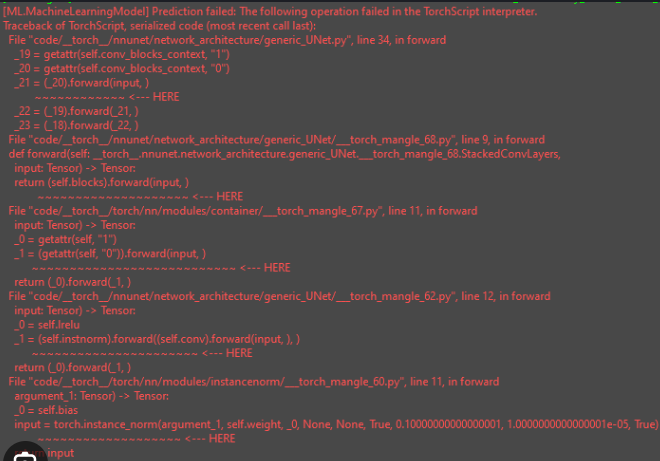 [ML.MachineLearningModel] Prediction failed: The following operation failed in the TorchScript interpreter.
Traceback of TorchScript, serialized code (most recent call last):
File "code/__torch__/nnunet/network_architecture/generic_UNet.py", line 34, in forward
_19 = getattr(self.conv_blocks_context, "1")
_20 = getattr(self.conv_blocks_context, "0")
_21 = (_20).forward(input, )
~~~~~~~~~~~~ <--- HERE
_22 = (_19).forward(_21, )
_23 = (_18).forward(_22, )
File "code/__torch__/nnunet/network_architecture/generic_UNet/___torch_mangle_68.py", line 9, in forward
def forward(self: __torch__.nnunet.network_architecture.generic_UNet.___torch_mangle_68.StackedConvLayers,
input: Tensor) -> Tensor:
return (self.blocks).forward(input, )
~~~~~~~~~~~~~~~~~~~~ <--- HERE
File "code/__torch__/torch/nn/modules/container/___torch_mangle_67.py", line 11, in forward
input: Tensor) -> Tensor:
_0 = getattr(self, "1")
_1 = (getattr(self, "0")).forward(input, )
~~~~~~~~~~~~~~~~~~~~~~~~~~~ <--- HERE
return (_0).forward(_1, )
File "code/__torch__/nnunet/network_architecture/generic_UNet/___torch_mangle_62.py", line 12, in forward
input: Tensor) -> Tensor:
_0 = self.lrelu
_1 = (self.instnorm).forward((self.conv).forward(input, ), )
~~~~~~~~~~~~~~~~~~~~~~ <--- HERE
return (_0).forward(_1, )
File "code/__torch__/torch/nn/modules/instancenorm/___torch_mangle_60.py", line 11, in forward
argument_1: Tensor) -> Tensor:
_0 = self.bias
input = torch.instance_norm(argument_1, self.weight, _0, None, None, True, 0.10000000000000001, 1.0000000000000001e-05, True)
~~~~~~~~~~~~~~~~~~~ <--- HERE
input